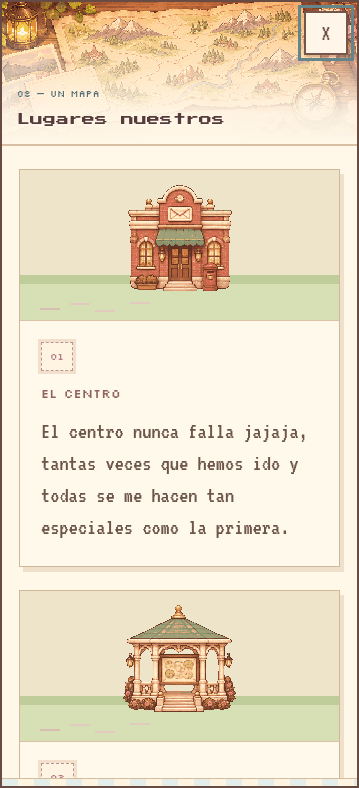 X
02 — UN MAPA
Lugares nuestros
01
EL CENTRO
El centro nunca falla jajaja,
tantas veces que hemos ido y
todas se me hacen tan
especiales como la primera.